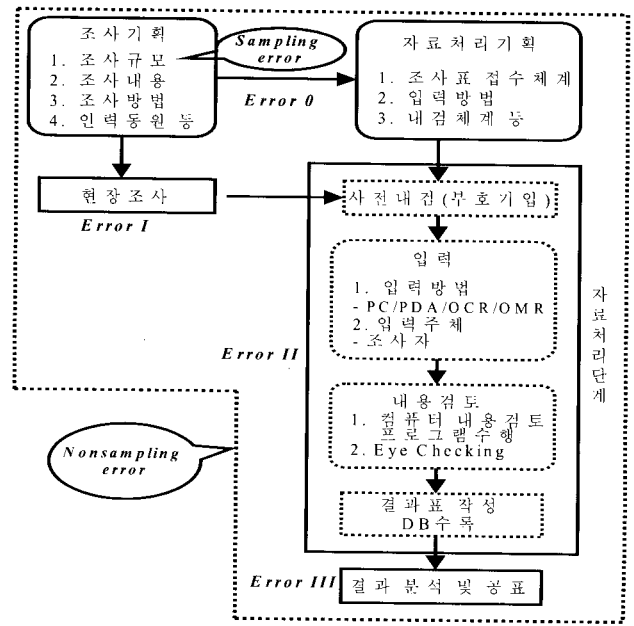 조사기획
1. 조사규모
2. 조사내용
3. 조사방법
4. 인력동원 등
Sampling
error
Error 0
자료처리기획
1. 조사표 접수체계
2. 입력방법
3. 내검체계 등
현장조사
Error I
사전내검(부호기입)
입력
1. 입력방법
- PC/PDA/OCR/OMR
2. 입력주체
- 조사자
Error II
자료처리단계
내용검토
1. 컴퓨터 내용검토
프로그램수행
2. Eye Checking
Nonsampling
error
결과표 작성
DB수록
Error III
결과 분석 및 공표